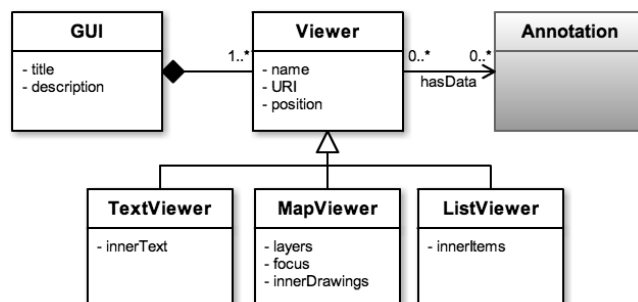 GUI
- title
- description
1..*
Viewer
- name
- URI
- position
0..*
0..*
hasData
Annotation
TextViewer
- innerText
MapViewer
- layers
- focus
- innerDrawings
ListViewer
- innerItems